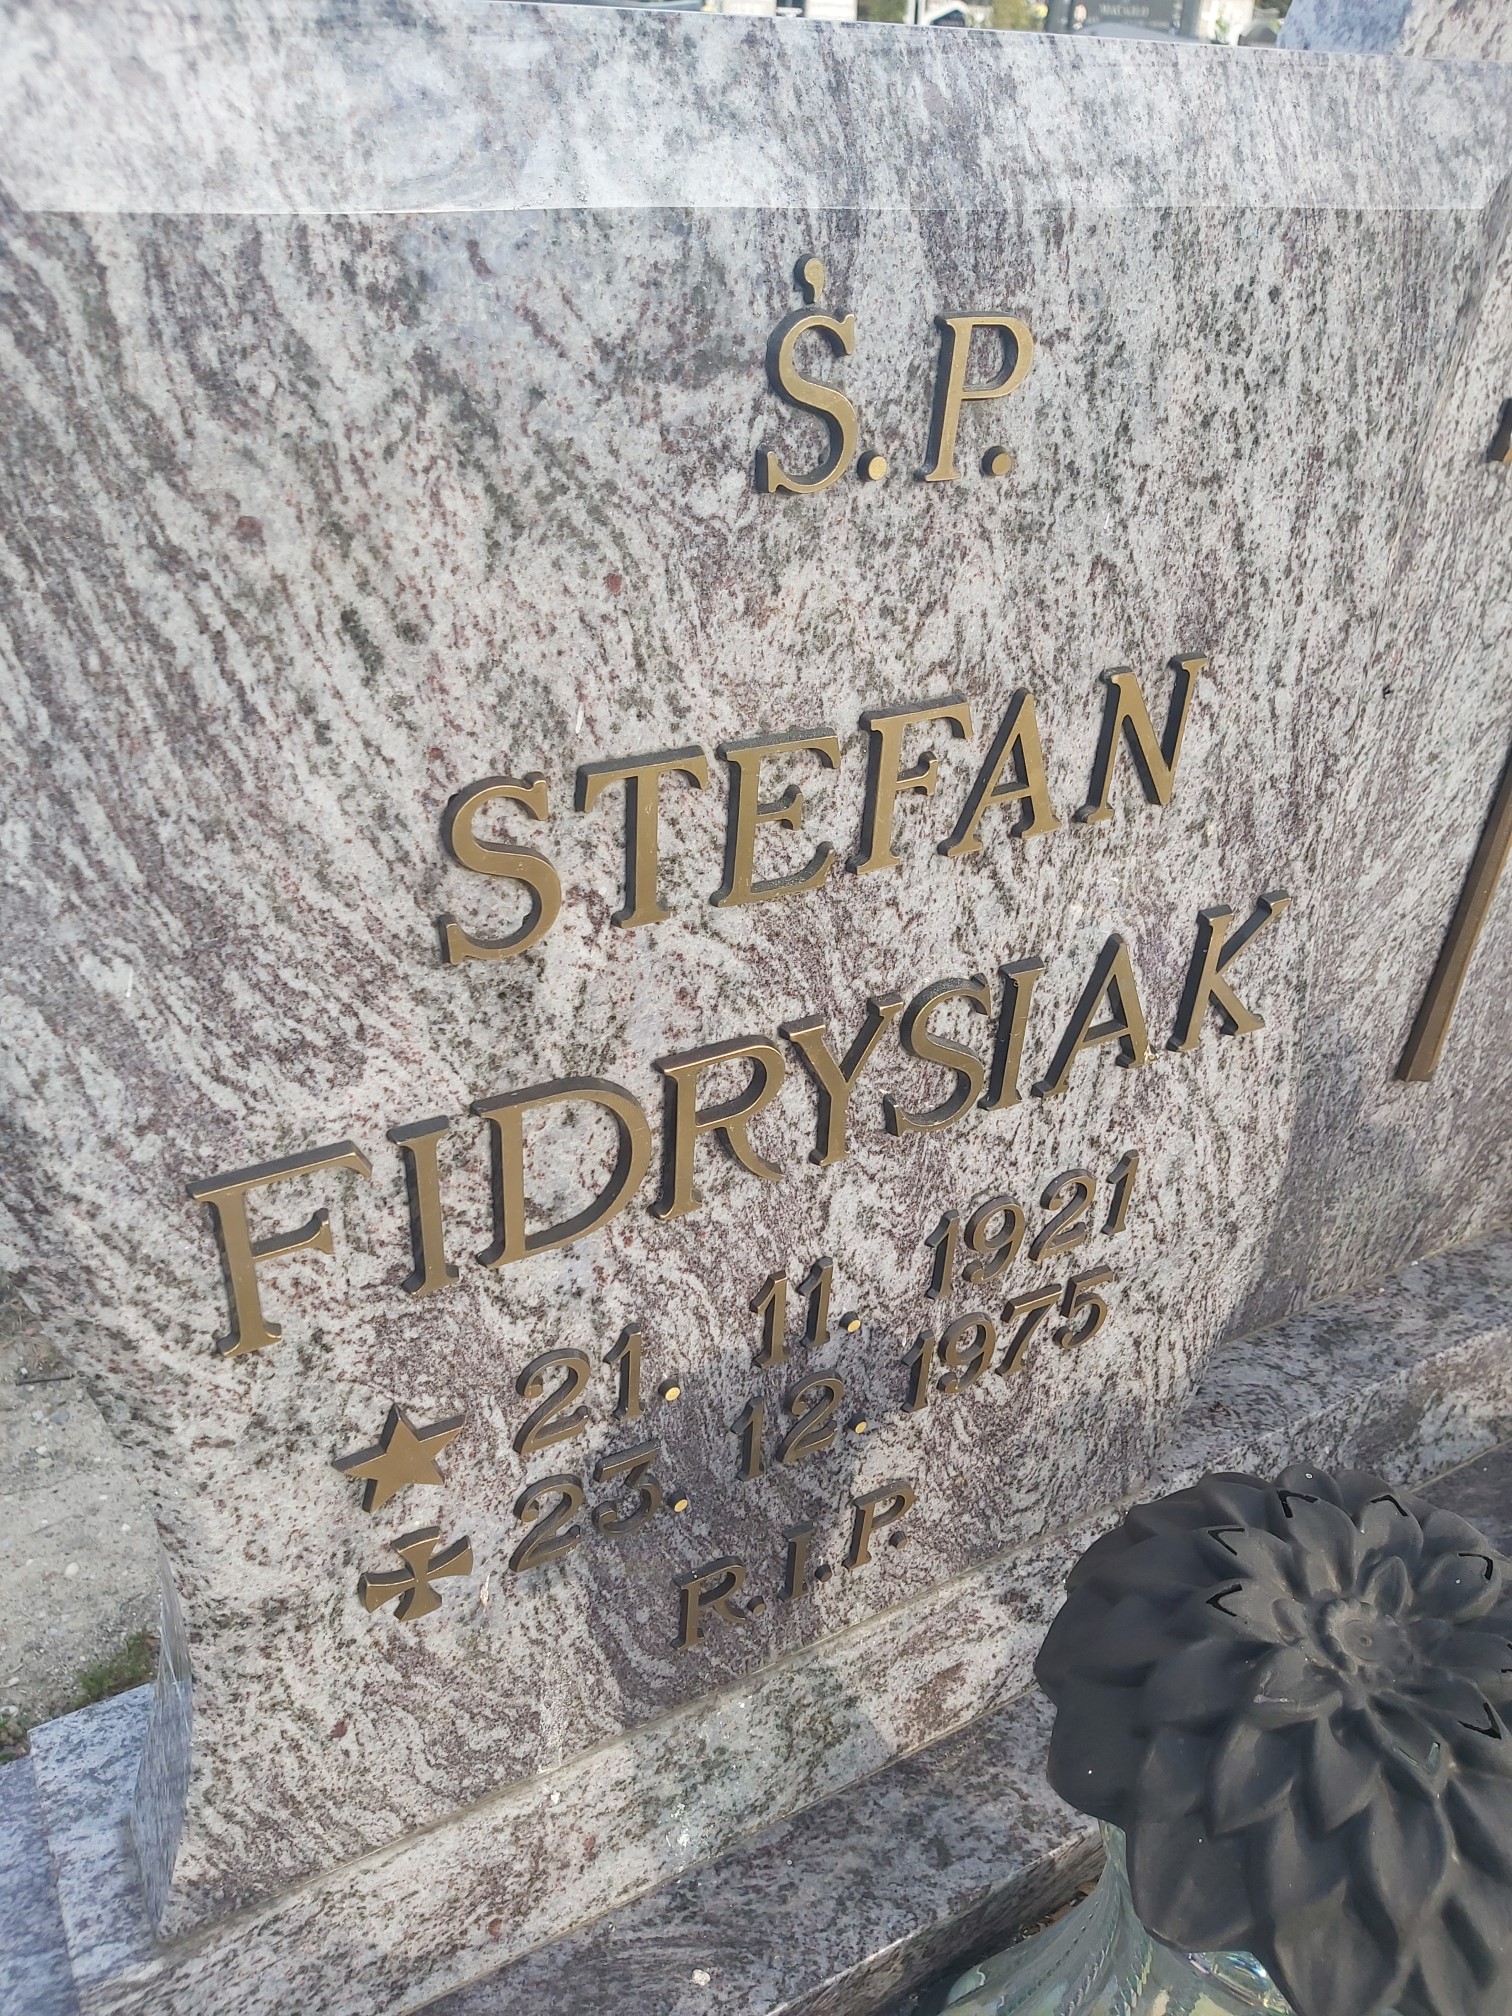 Ś.P.
STEFAN
FIDRYSIAK
21. 11. 1921
23. 12. 1975
R.I.P.